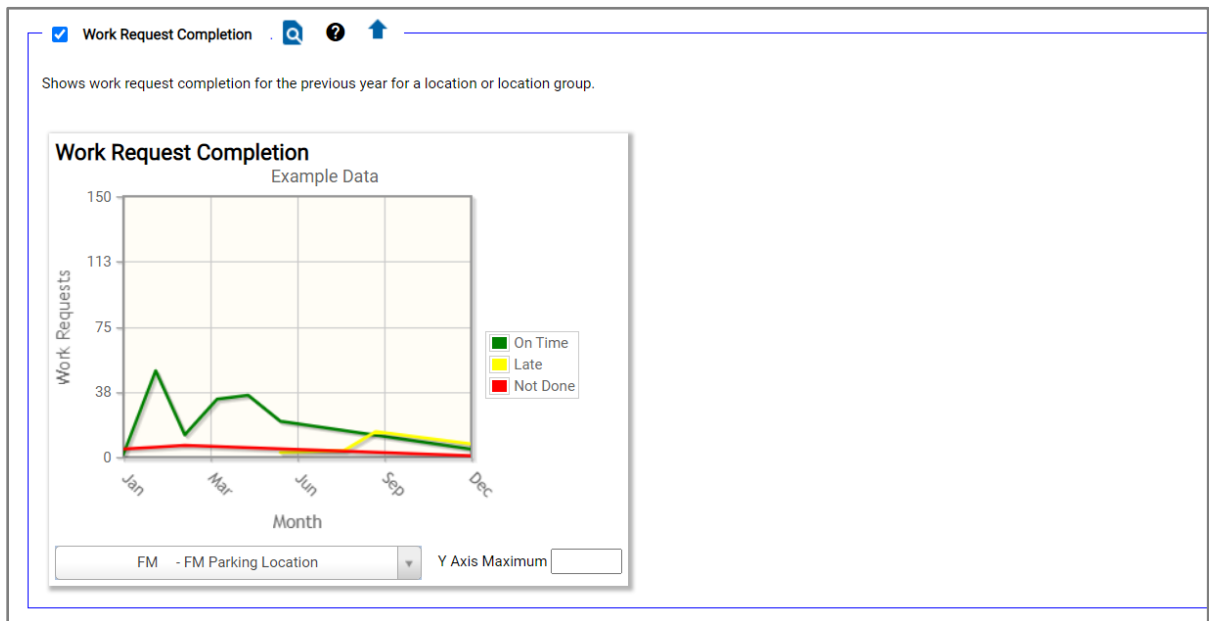 Work Request Completion .
Shows work request completion for the previous year for a location or location group.
Work Request Completion
Example Data
150
113
75
38
0
Work Requests
On Time
Late
Not Done
Jan
Mar
Jun
Sep
Dec
Month
FM - FM Parking Location
Y Axis Maximum